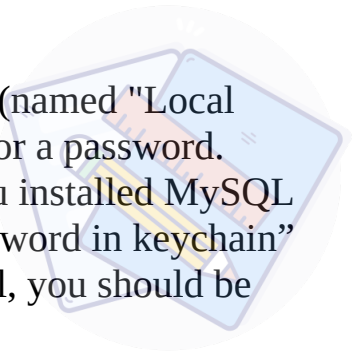 (named "Local
or a password.
installed MySQL
word in keychain”
you should be